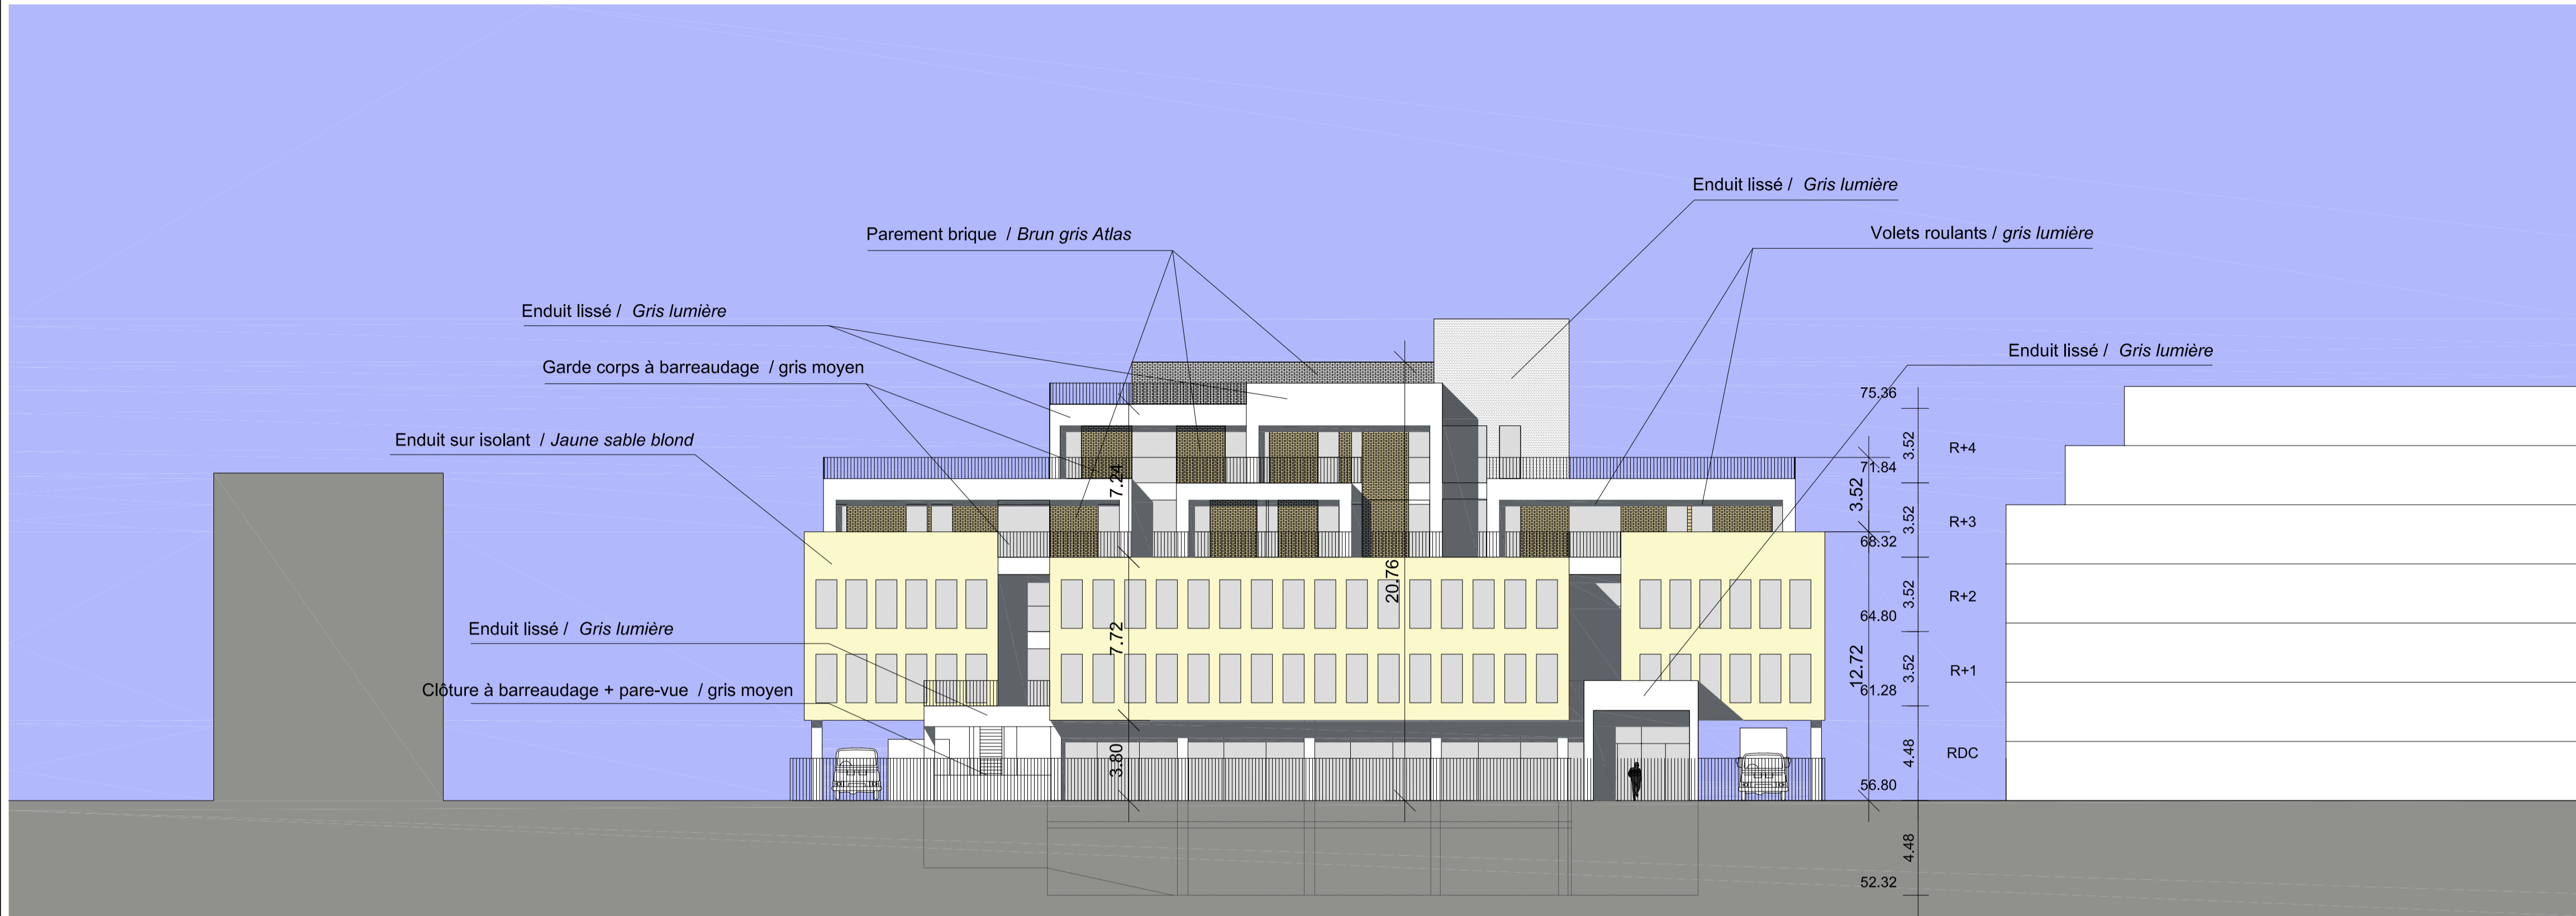 Enduit lissé / Gris lumière
Parement brique / Brun gris Atlas
Volets roulants / gris lumière
Enduit lissé / Gris lumière
Enduit lissé / Gris lumière
Garde corps à barreaudage / gris moyen
Enduit sur isolant / Jaune sable blond
Enduit lissé / Gris lumière
Clôture à barreaudage + pare-vue / gris moyen
7.24
7.72
3.80
20.76
3.52
12.72
75.36
3.52
R+4
71.84
3.52
R+3
68.32
3.52
R+2
64.80
3.52
R+1
61.28
4.48
RDC
56.80
4.48
52.32